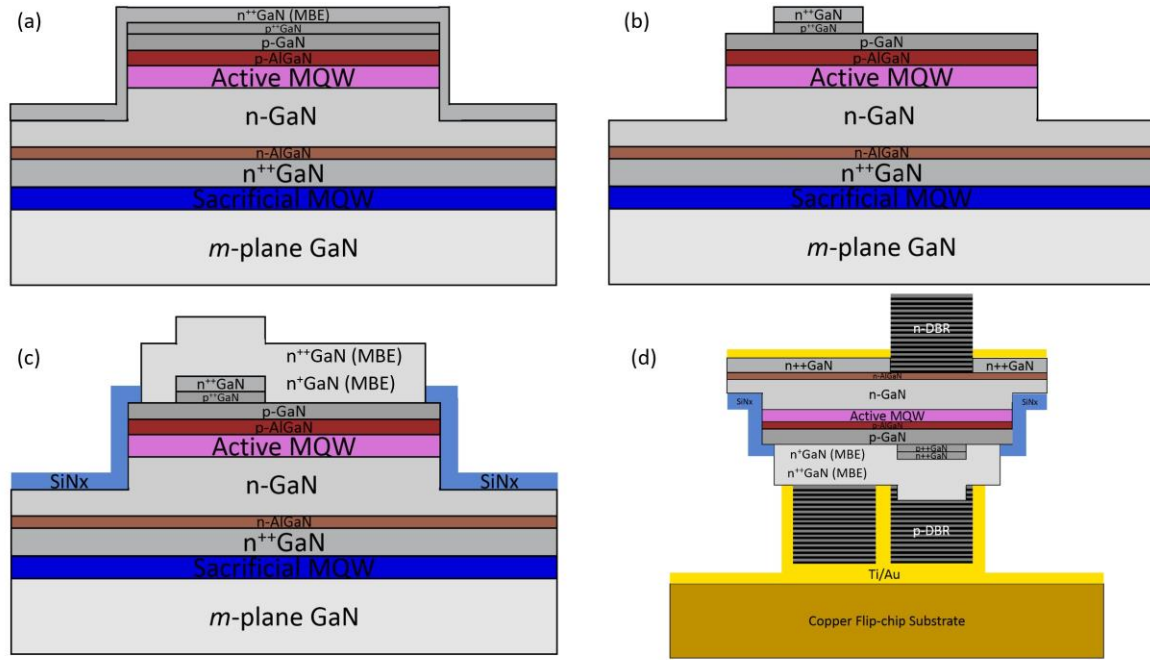 (a)
n⁺⁺GaN (MBE)
p⁺⁺GaN
p-GaN
p-AlGaN
Active MQW
n-GaN
n-AlGaN
n⁺⁺GaN
Sacrificial MQW
m-plane GaN
(b)
n⁺⁺GaN
p⁺⁺GaN
p-GaN
p-AlGaN
Active MQW
n-GaN
n-AlGaN
n⁺⁺GaN
Sacrificial MQW
m-plane GaN
(c)
n⁺⁺GaN (MBE)
n⁺GaN (MBE)
n⁺⁺GaN
p⁺⁺GaN
p-GaN
p-AlGaN
Active MQW
SiNx n-GaN SiNx
n-AlGaN
n⁺⁺GaN
Sacrificial MQW
m-plane GaN
(d)
n-DBR
n++GaN n++GaN
n-AlGaN
n-GaN
SiNx SiNx
Active MQW
p-AlGaN
p-GaN
n⁺GaN (MBE) p++GaN
n++GaN
n⁺⁺GaN (MBE)
p-DBR
Ti/Au
Copper Flip-chip Substrate